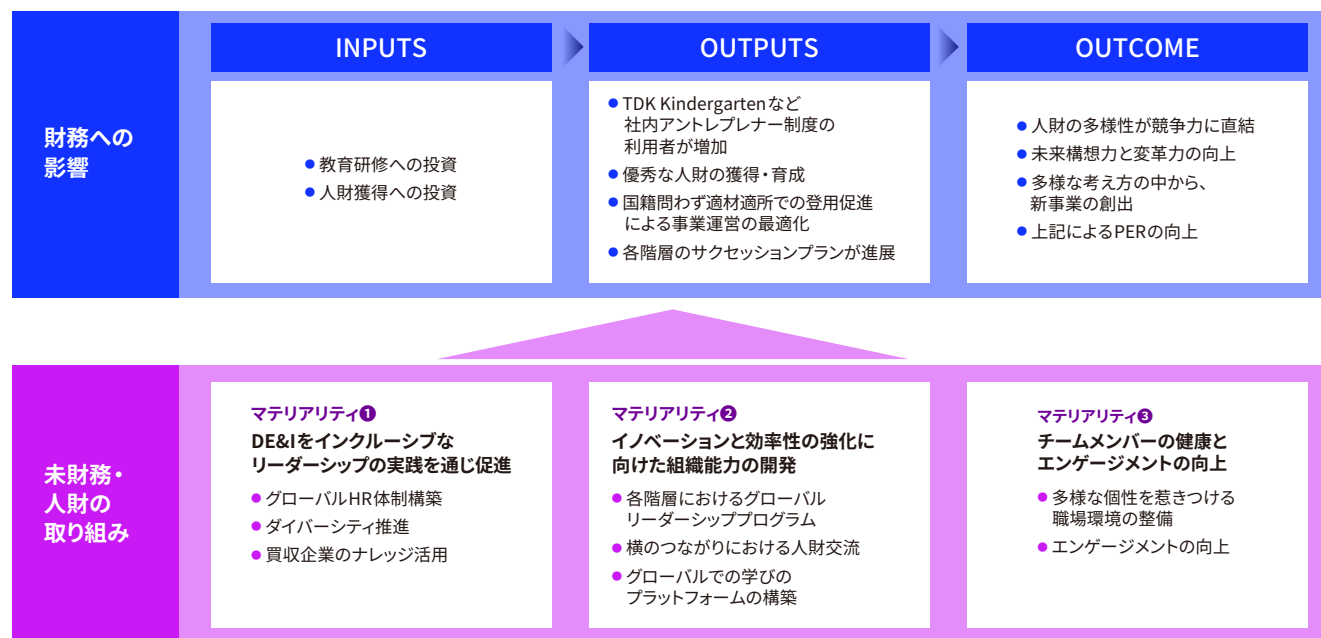 財務への
影響
INPUTS
● 教育研修への投資
● 人財獲得への投資
OUTPUTS
● TDK Kindergartenなど
社内アントレプレナー制度の
利用者が増加
● 優秀な人財の獲得・育成
● 国籍問わず適材適所での登用促進
による事業運営の最適化
● 各階層のサクセッションプランが進展
OUTCOME
● 人財の多様性が競争力に直結
● 未来構想力と変革力の向上
● 多様な考え方の中から、
新事業の創出
● 上記によるPERの向上
未財務・
人財の
取り組み
マテリアリティ❶
DE&Iをインクルーシブな
リーダーシップの実践を通じ促進
● グローバルHR体制構築
● ダイバーシティ推進
● 買収企業のナレッジ活用
マテリアリティ❷
イノベーションと効率性の強化に
向けた組織能力の開発
● 各階層におけるグローバル
リーダーシッププログラム
● 横のつながりにおける人財交流
● グローバルでの学びの
プラットフォームの構築
マテリアリティ❸
チームメンバーの健康と
エンゲージメントの向上
● 多様な個性を惹きつける
職場環境の整備
● エンゲージメントの向上